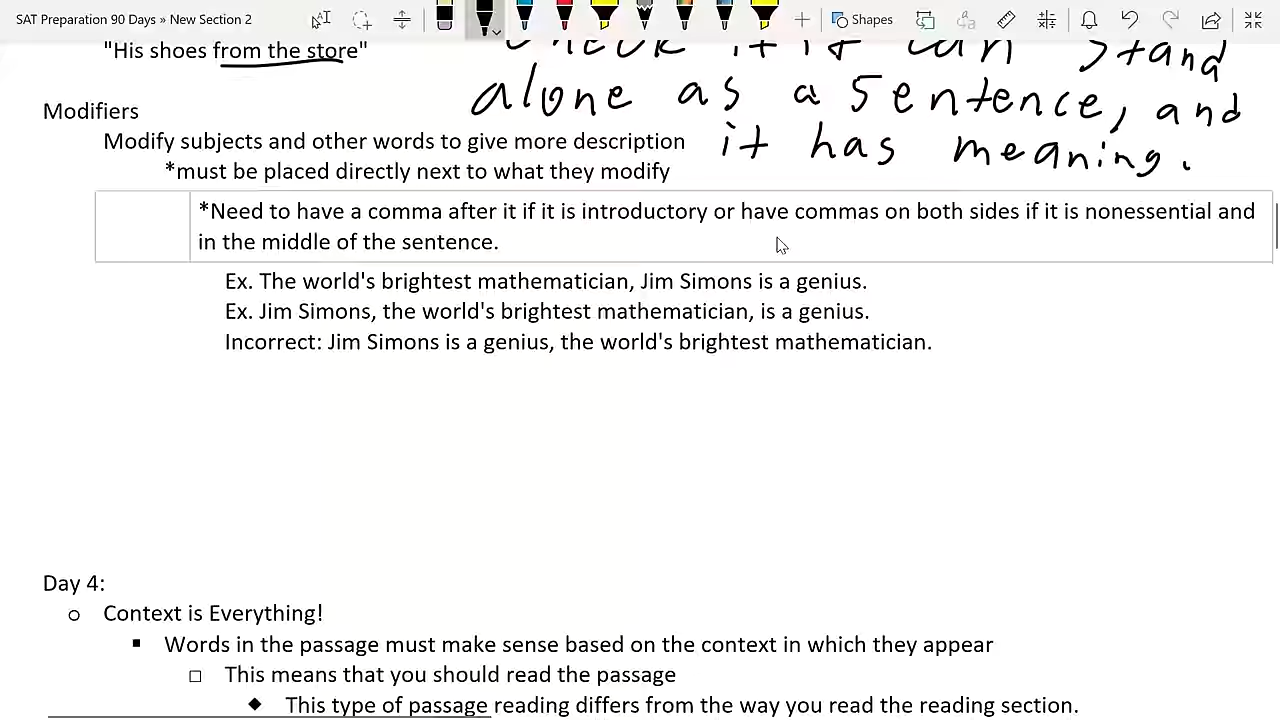 SAT Preparation 90 Days » New Section 2
Shapes
"His shoes from the store"
check if it can stand
alone as a sentence, and
it has meaning.
Modifiers
Modify subjects and other words to give more description
*must be placed directly next to what they modify
*Need to have a comma after it if it is introductory or have commas on both sides if it is nonessential and
in the middle of the sentence.
Ex. The world's brightest mathematician, Jim Simons is a genius.
Ex. Jim Simons, the world's brightest mathematician, is a genius.
Incorrect: Jim Simons is a genius, the world's brightest mathematician.
Day 4:
Context is Everything!
Words in the passage must make sense based on the context in which they appear
This means that you should read the passage
This type of passage reading differs from the way you read the reading section.